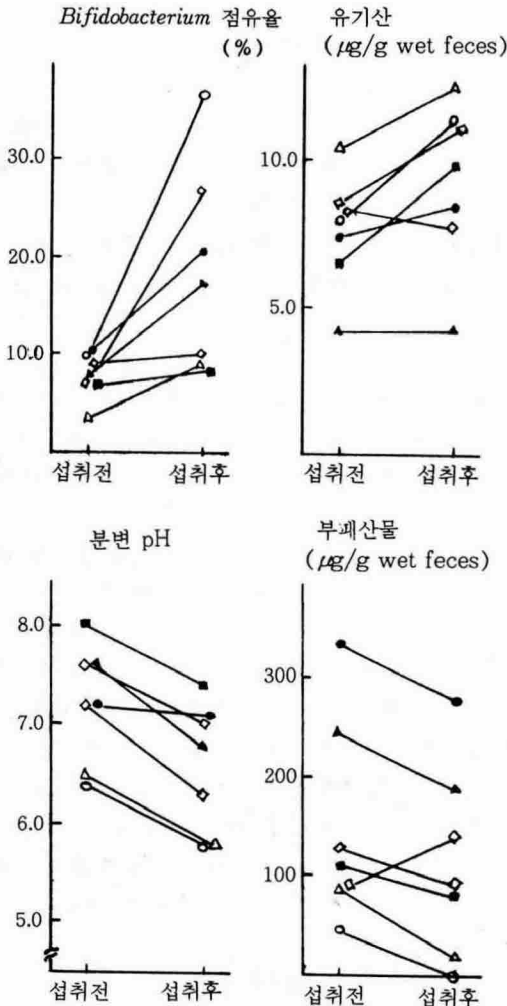 Bifidobacterium 점유율
(%)
30.0
20.0
10.0
섭취전 섭취후
유기산
(μg/g wet feces)
10.0
5.0
섭취전 섭취후
분변 pH
8.0
7.0
6.0
5.0
섭취전 섭취후
부패산물
(μg/g wet feces)
300
200
100
섭취전 섭취후